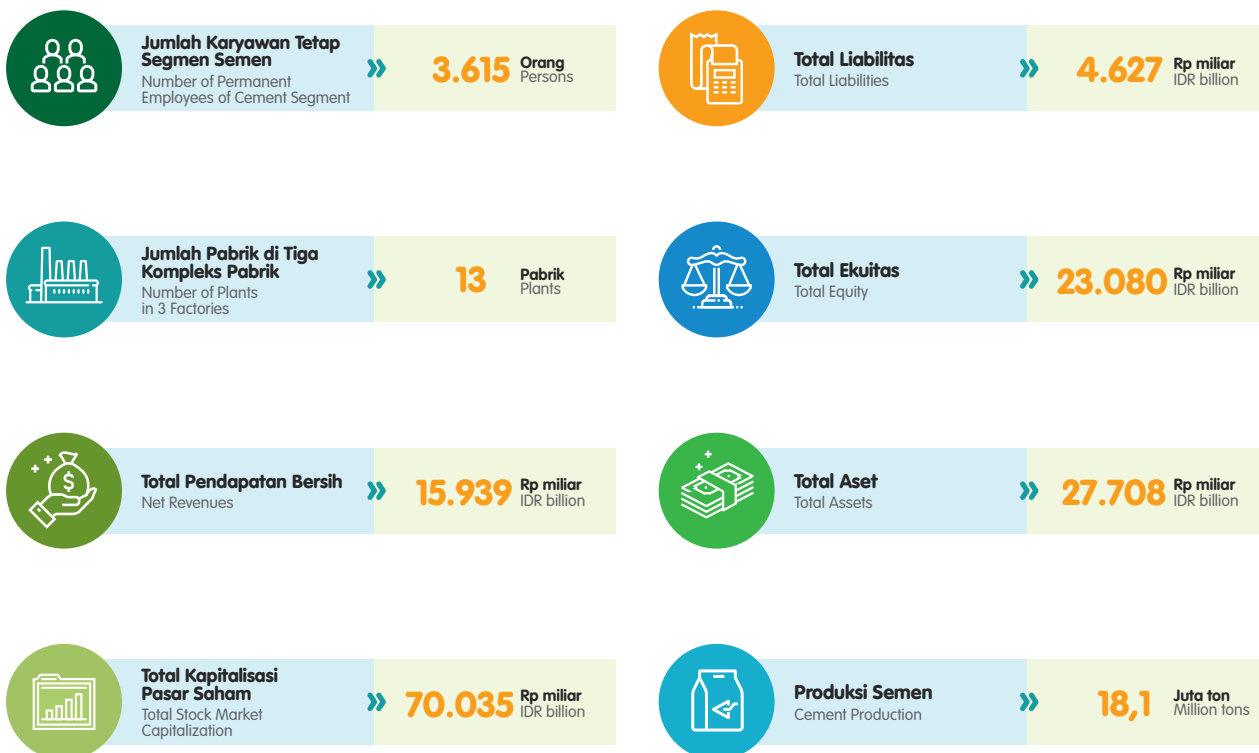 Jumlah Karyawan Tetap
Segmen Semen
Number of Permanent
Employees of Cement Segment
3.615
Orang
Persons
Total Liabilitas
Total Liabilities
4.627
Rp miliar
IDR billion
Jumlah Pabrik di Tiga
Kompleks Pabrik
Number of Plants
in 3 Factories
13
Pabrik
Plants
Total Ekuitas
Total Equity
23.080
Rp miliar
IDR billion
Total Pendapatan Bersih
Net Revenues
15.939
Rp miliar
IDR billion
Total Aset
Total Assets
27.708
Rp miliar
IDR billion
Total Kapitalisasi
Pasar Saham
Total Stock Market
Capitalization
70.035
Rp miliar
IDR billion
Produksi Semen
Cement Production
18,1
Juta ton
Million tons